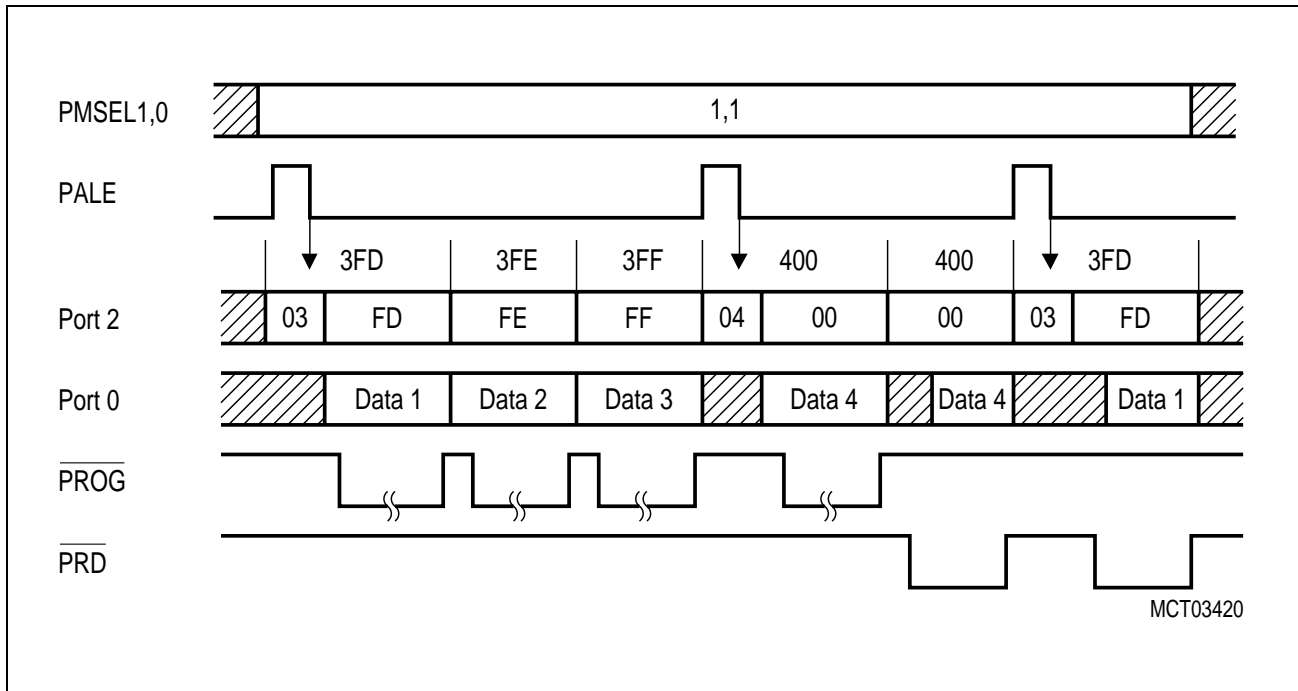 PMSEL1,0 1,1
PALE
3FD 3FE 3FF 400 400 3FD
Port 2 03 FD FE FF 04 00 00 03 FD
Port 0 Data 1 Data 2 Data 3 Data 4 Data 4 Data 1
PROG
PRD
MCT03420